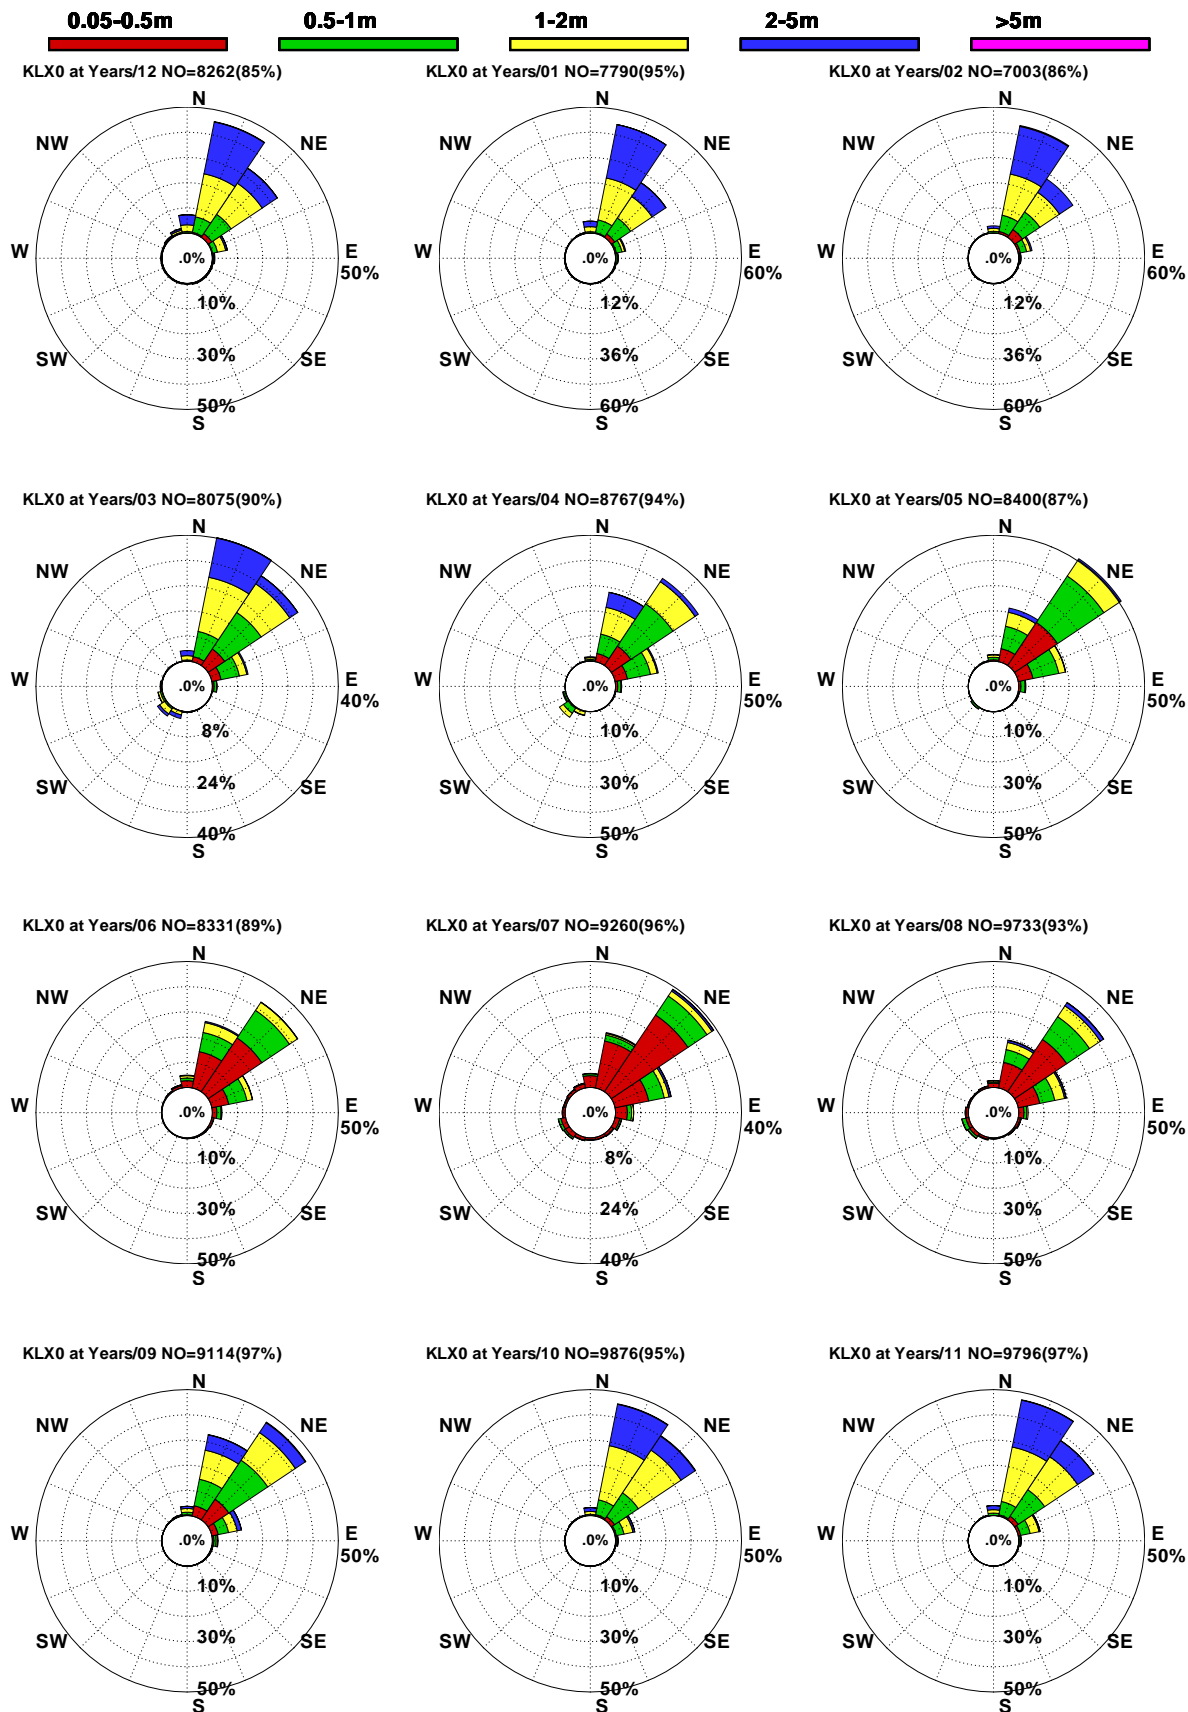 0.05-0.5m 0.5-1m 1-2m 2-5m >5m
KLX0 at Years/12 NO=8262(85%) KLX0 at Years/01 NO=7790(95%) KLX0 at Years/02 NO=7003(86%)
N N N
NW NE NW NE NW NE
W .0% E W .0% E W .0% E
50% 60% 60%
10% 12% 12%
SW 30% SE SW 36% SE SW 36% SE
50% 60% 60%
S S S
KLX0 at Years/03 NO=8075(90%) KLX0 at Years/04 NO=8767(94%) KLX0 at Years/05 NO=8400(87%)
N N N
NW NE NW NE NW NE
W .0% E W .0% E W .0% E
40% 50% 50%
8% 10% 10%
SW 24% SE SW 30% SE SW 30% SE
40% 50% 50%
S S S
KLX0 at Years/06 NO=8331(89%) KLX0 at Years/07 NO=9260(96%) KLX0 at Years/08 NO=9733(93%)
N N N
NW NE NW NE NW NE
W .0% E W .0% E W .0% E
50% 40% 50%
10% 8% 10%
SW 30% SE SW 24% SE SW 30% SE
50% 40% 50%
S S S
KLX0 at Years/09 NO=9114(97%) KLX0 at Years/10 NO=9876(95%) KLX0 at Years/11 NO=9796(97%)
N N N
NW NE NW NE NW NE
W .0% E W .0% E W .0% E
50% 50% 50%
10% 10% 10%
SW 30% SE SW 30% SE SW 30% SE
50% 50% 50%
S S S